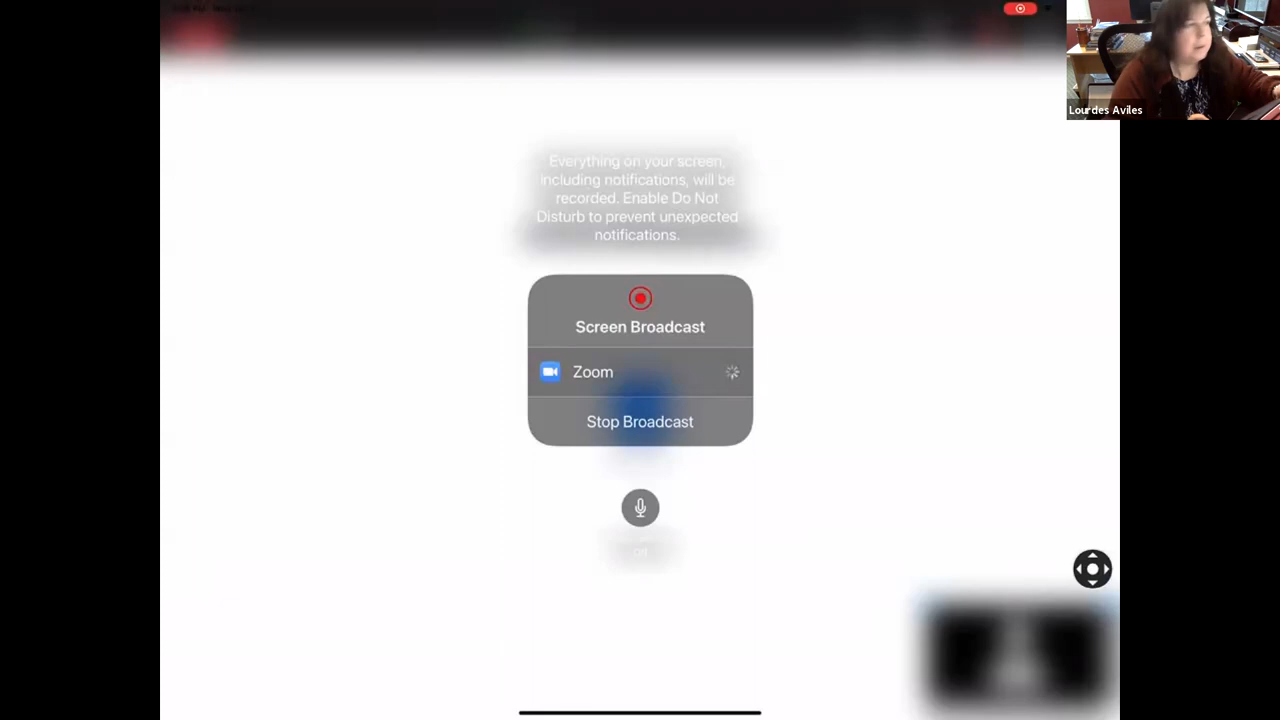 Lourdes Aviles
Everything on your screen,
including notifications, will be
recorded. Enable Do Not
Disturb to prevent unexpected
notifications.
Screen Broadcast
Zoom
Stop Broadcast
Off